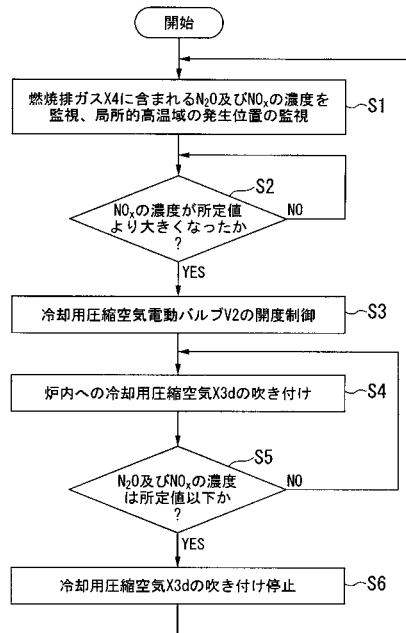 開始
燃焼排ガスX4に含まれるN₂O及びNOₓの濃度を
監視、局所的高温域の発生位置の監視
S1
S2
NOₓの濃度が所定値
より大きくなったか
?
NO
YES
冷却用圧縮空気電動バルブV2の開度制御
S3
炉内への冷却用圧縮空気X3dの吹き付け
S4
S5
N₂O及びNOₓの濃度
は所定値以下か
?
NO
YES
冷却用圧縮空気X3dの吹き付け停止
S6